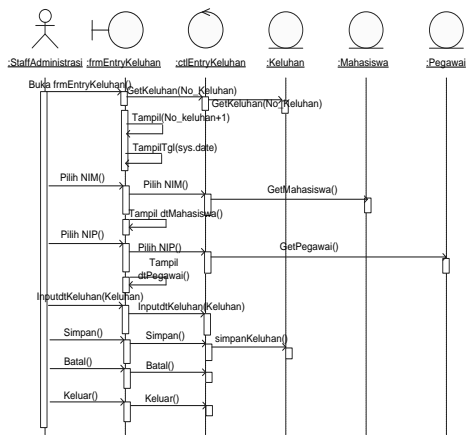 :StaffAdministrasi :frmEntryKeluhan :ctlEntryKeluhan :Keluhan :Mahasiswa :Pegawai
Buka frmEntryKeluhan()
GetKeluhan(No_Keluhan)
GetKeluhan(No_Keluhan)
Tampil(No_keluhan+1)
TampilTgl(sys.date)
Pilih NIM()
Pilih NIM()
GetMahasiswa()
Tampil dtMahasiswa()
Pilih NIP()
Pilih NIP()
GetPegawai()
Tampil
dtPegawai()
InputdtKeluhan(Keluhan)
InputdtKeluhan(Keluhan)
Simpan()
Simpan()
simpanKeluhan()
Batal()
Batal()
Keluar()
Keluar()